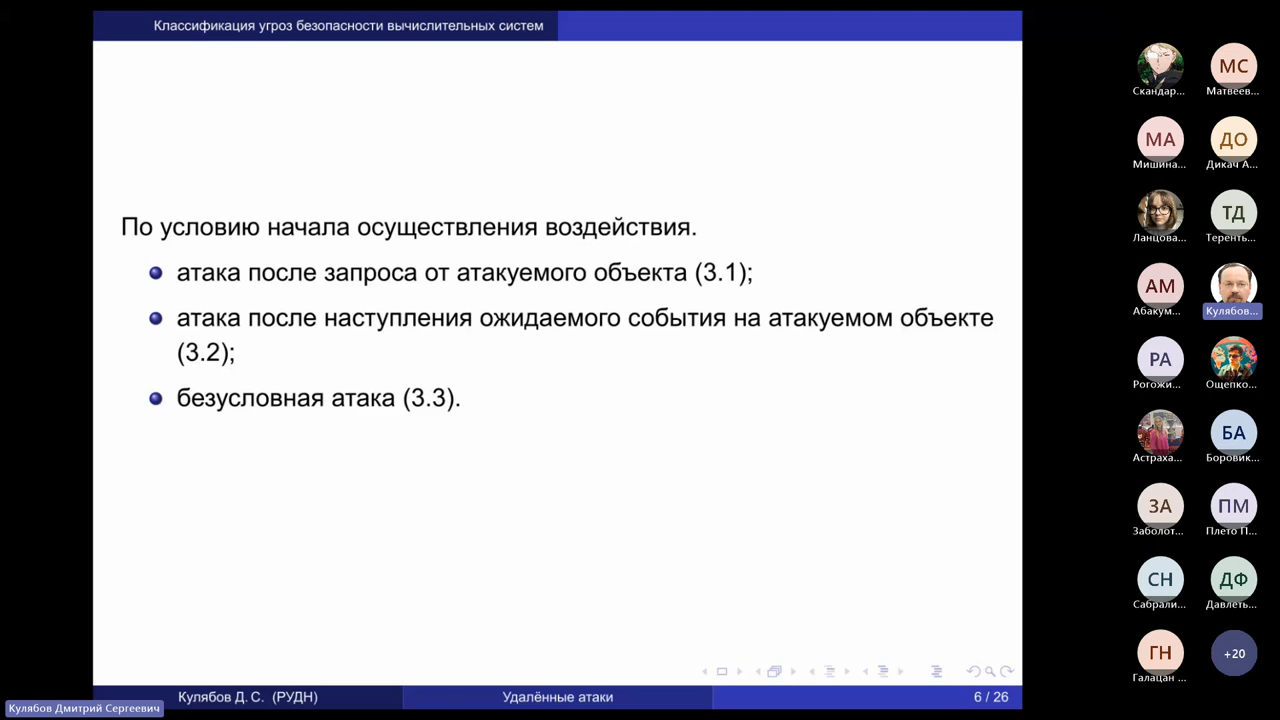 Классификация угроз безопасности вычислительных систем
По условию начала осуществления воздействия.
атака после запроса от атакуемого объекта (3.1);
атака после наступления ожидаемого события на атакуемом объекте
(3.2);
безусловная атака (3.3).
Кулябов Д. С. (РУДН)
Удалённые атаки
6 / 26
Кулябов Дмитрий Сергеевич
Скандар...
МС
Матвеев...
МА
Мишина...
ДО
Дикач А...
Ланцова...
ТД
Теренть...
АМ
Абакум...
Кулябов...
РА
Рогожи...
Ощепко...
Астраха...
БА
Боровик...
ЗА
Заболот...
ПМ
Плето П...
СН
Сабрали...
ДФ
Давлеть...
ГН
Галацан ...
+20